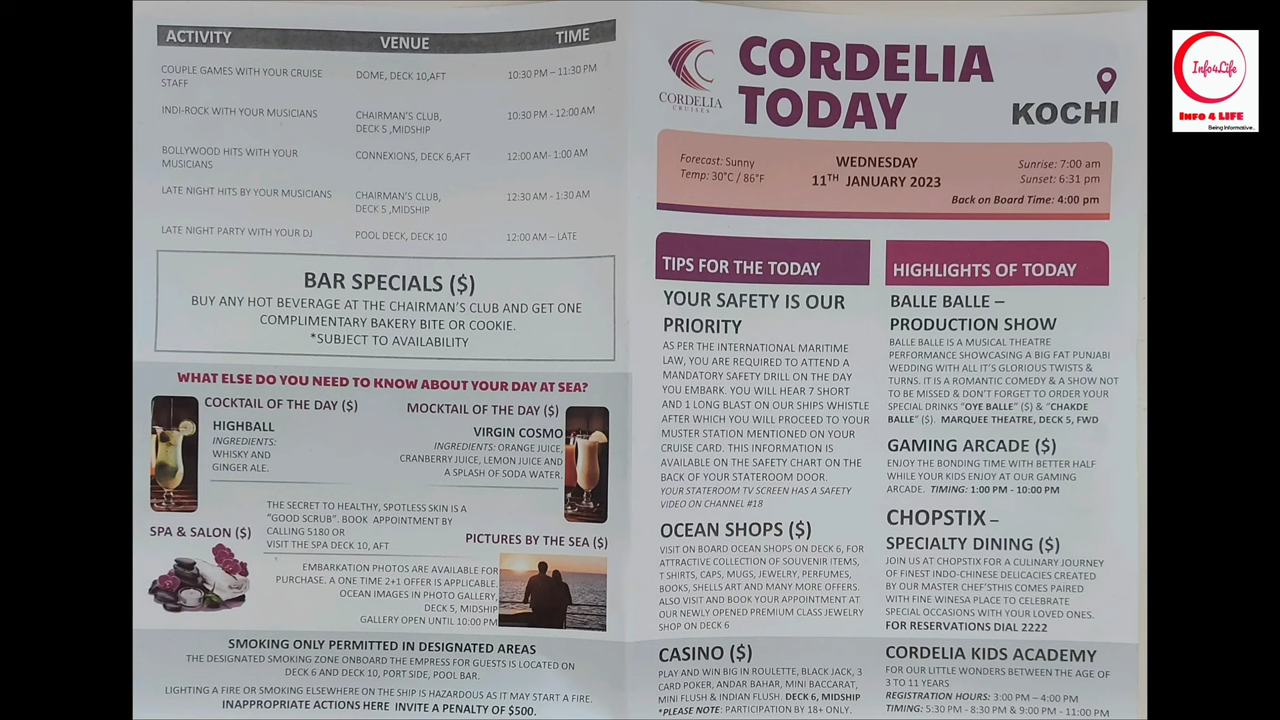 ACTIVITY VENUE TIME
COUPLE GAMES WITH YOUR CRUISE STAFF DOME, DECK 10,AFT 10:30 PM – 11:30 PM
INDI-ROCK WITH YOUR MUSICIANS CHAIRMAN'S CLUB, DECK 5 ,MIDSHIP 10:30 PM - 12:00 AM
BOLLYWOOD HITS WITH YOUR MUSICIANS CONNEXIONS, DECK 6,AFT 12:00 AM- 1:00 AM
LATE NIGHT HITS BY YOUR MUSICIANS CHAIRMAN'S CLUB, DECK 5 ,MIDSHIP 12:30 AM - 1:30 AM
LATE NIGHT PARTY WITH YOUR DJ POOL DECK, DECK 10 12:00 AM – LATE
BAR SPECIALS ($)
BUY ANY HOT BEVERAGE AT THE CHAIRMAN'S CLUB AND GET ONE
COMPLIMENTARY BAKERY BITE OR COOKIE.
*SUBJECT TO AVAILABILITY
WHAT ELSE DO YOU NEED TO KNOW ABOUT YOUR DAY AT SEA?
COCKTAIL OF THE DAY ($)
HIGHBALL
INGREDIENTS:
WHISKY AND
GINGER ALE.
MOCKTAIL OF THE DAY ($)
VIRGIN COSMO
INGREDIENTS: ORANGE JUICE,
CRANBERRY JUICE, LEMON JUICE AND
A SPLASH OF SODA WATER.
SPA & SALON ($)
THE SECRET TO HEALTHY, SPOTLESS SKIN IS A
"GOOD SCRUB". BOOK APPOINTMENT BY
CALLING 5180 OR
VISIT THE SPA DECK 10, AFT
PICTURES BY THE SEA ($)
EMBARKATION PHOTOS ARE AVAILABLE FOR
PURCHASE. A ONE TIME 2+1 OFFER IS APPLICABLE.
OCEAN IMAGES IN PHOTO GALLERY,
DECK 5, MIDSHIP
GALLERY OPEN UNTIL 10:00 PM
SMOKING ONLY PERMITTED IN DESIGNATED AREAS
THE DESIGNATED SMOKING ZONE ONBOARD THE EMPRESS FOR GUESTS IS LOCATED ON
DECK 6 AND DECK 10, PORT SIDE, POOL BAR.
LIGHTING A FIRE OR SMOKING ELSEWHERE ON THE SHIP IS HAZARDOUS AS IT MAY START A FIRE.
INAPPROPRIATE ACTIONS HERE INVITE A PENALTY OF $500.
CORDELIA
CRUISES
CORDELIA
TODAY
KOCHI
Forecast: Sunny
Temp: 30°C / 86°F
WEDNESDAY
11TH JANUARY 2023
Sunrise: 7:00 am
Sunset: 6:31 pm
Back on Board Time: 4:00 pm
TIPS FOR THE TODAY
YOUR SAFETY IS OUR
PRIORITY
AS PER THE INTERNATIONAL MARITIME
LAW, YOU ARE REQUIRED TO ATTEND A
MANDATORY SAFETY DRILL ON THE DAY
YOU EMBARK. YOU WILL HEAR 7 SHORT
AND 1 LONG BLAST ON OUR SHIPS WHISTLE
AFTER WHICH YOU WILL PROCEED TO YOUR
MUSTER STATION MENTIONED ON YOUR
CRUISE CARD. THIS INFORMATION IS
AVAILABLE ON THE SAFETY CHART ON THE
BACK OF YOUR STATEROOM DOOR.
YOUR STATEROOM TV SCREEN HAS A SAFETY
VIDEO ON CHANNEL #18
OCEAN SHOPS ($)
VISIT ON BOARD OCEAN SHOPS ON DECK 6, FOR
ATTRACTIVE COLLECTION OF SOUVENIR ITEMS,
T SHIRTS, CAPS, MUGS, JEWELRY, PERFUMES,
BOOKS, SHELLS ART AND MANY MORE OFFERS.
ALSO VISIT AND BOOK YOUR APPOINTMENT AT
OUR NEWLY OPENED PREMIUM CLASS JEWELRY
SHOP ON DECK 6
CASINO ($)
PLAY AND WIN BIG IN ROULETTE, BLACK JACK, 3
CARD POKER, ANDAR BAHAR, MINI BACCARAT,
MINI FLUSH & INDIAN FLUSH. DECK 6, MIDSHIP
*PLEASE NOTE: PARTICIPATION BY 18+ ONLY.
HIGHLIGHTS OF TODAY
BALLE BALLE –
PRODUCTION SHOW
BALLE BALLE IS A MUSICAL THEATRE
PERFORMANCE SHOWCASING A BIG FAT PUNJABI
WEDDING WITH ALL IT'S GLORIOUS TWISTS &
TURNS. IT IS A ROMANTIC COMEDY & A SHOW NOT
TO BE MISSED & DON'T FORGET TO ORDER YOUR
SPECIAL DRINKS "OYE BALLE" ($) & "CHAKDE
BALLE" ($). MARQUEE THEATRE, DECK 5, FWD
GAMING ARCADE ($)
ENJOY THE BONDING TIME WITH BETTER HALF
WHILE YOUR KIDS ENJOY AT OUR GAMING
ARCADE. TIMING: 1:00 PM - 10:00 PM
CHOPSTIX –
SPECIALTY DINING ($)
JOIN US AT CHOPSTIX FOR A CULINARY JOURNEY
OF FINEST INDO-CHINESE DELICACIES CREATED
BY OUR MASTER CHEF'STHIS COMES PAIRED
WITH FINE WINESA PLACE TO CELEBRATE
SPECIAL OCCASIONS WITH YOUR LOVED ONES.
FOR RESERVATIONS DIAL 2222
CORDELIA KIDS ACADEMY
FOR OUR LITTLE WONDERS BETWEEN THE AGE OF
3 TO 11 YEARS
REGISTRATION HOURS: 3:00 PM – 4:00 PM
TIMING: 5:30 PM - 8:30 PM & 9:00 PM - 11:00 PM
Info4Life
INFO 4 LIFE
Being Informative..